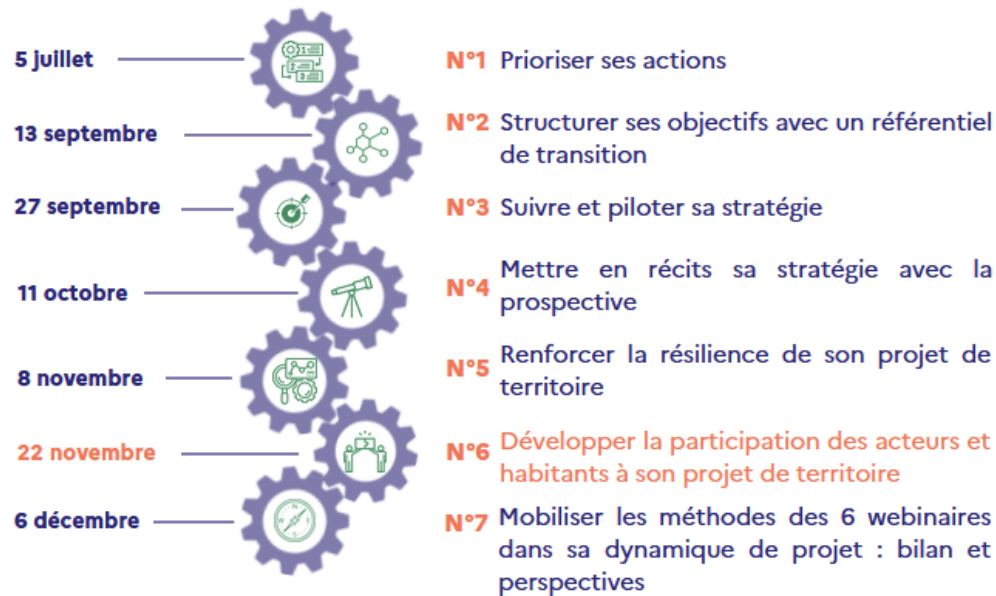 5 juillet
N°1 Prioriser ses actions
13 septembre
N°2 Structurer ses objectifs avec un référentiel
de transition
27 septembre
N°3 Suivre et piloter sa stratégie
11 octobre
N°4 Mettre en récits sa stratégie avec la
prospective
8 novembre
N°5 Renforcer la résilience de son projet de
territoire
22 novembre
N°6 Développer la participation des acteurs et
habitants à son projet de territoire
6 décembre
N°7 Mobiliser les méthodes des 6 webinaires
dans sa dynamique de projet : bilan et
perspectives